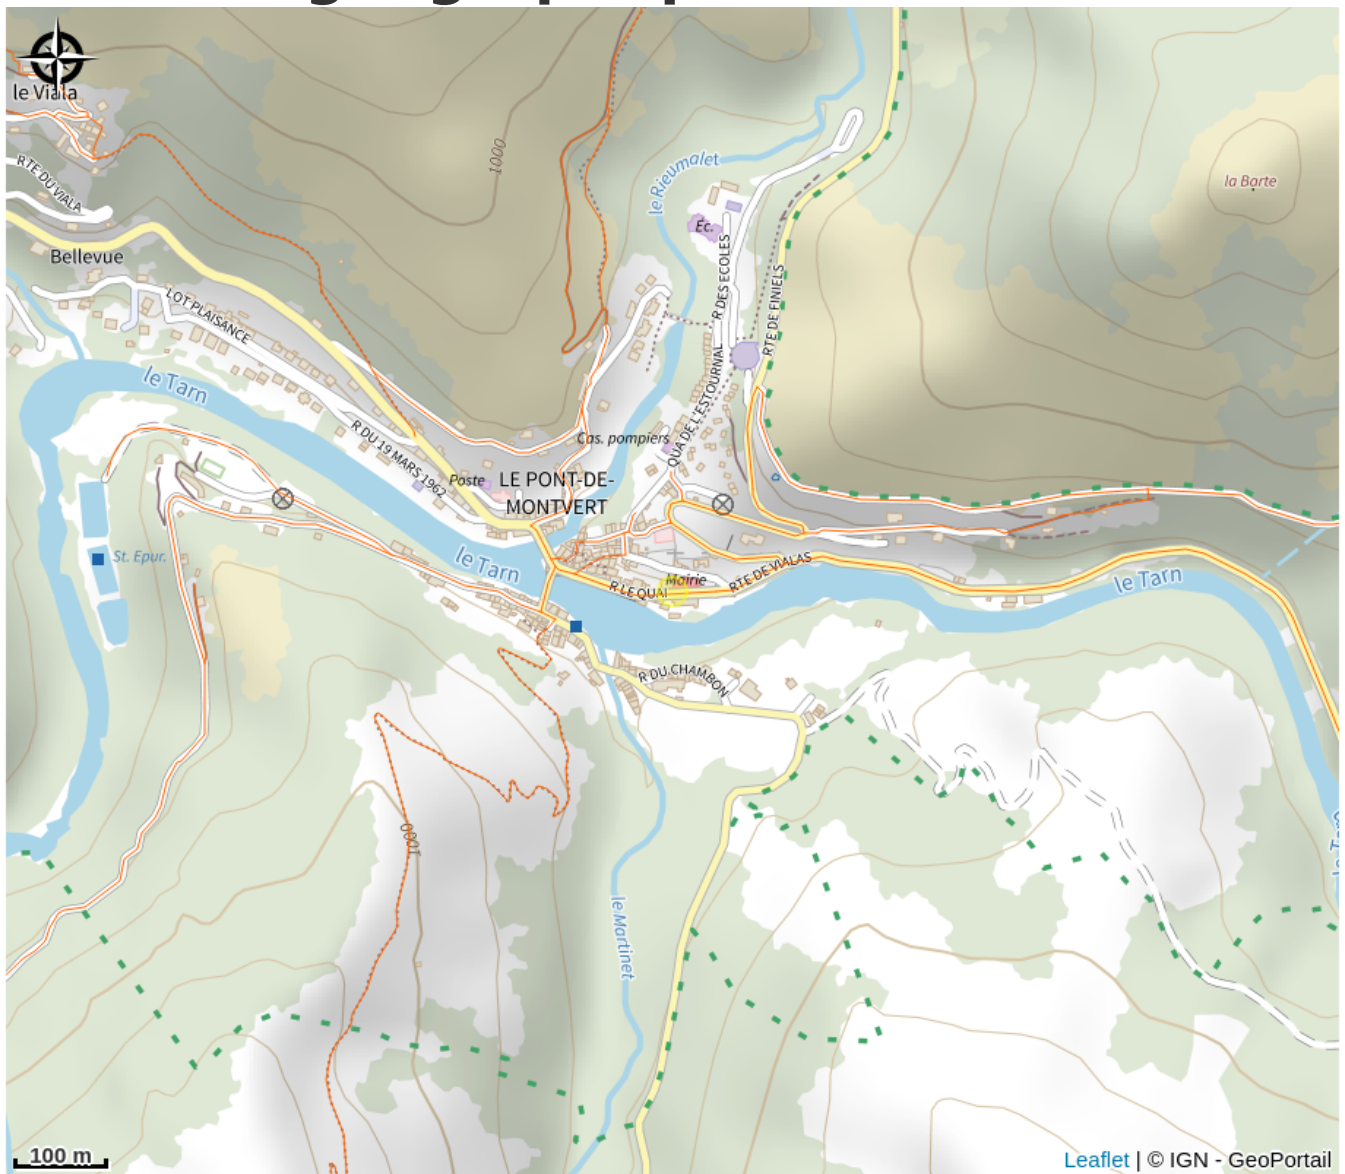 le Viala
1000
le Rieumalet
la Barte
RTE DU VIALA
Éc.
Bellevue
R DES ECOLES
RTE DE FINIELS
LOT PLAISANCE
le Tarn
QUA DE L'ESTOURNAL
R DU 19 MARS 1962
Cas. pompiers
Poste
LE PONT-DE-
MONTVERT
St. Epur.
le Tarn
Mairie
R LE QUAI
RTE DE VIALAS
le Tarn
R DU CHAMBON
1000
le Martinet
100 m
Leaflet | © IGN - GeoPortail